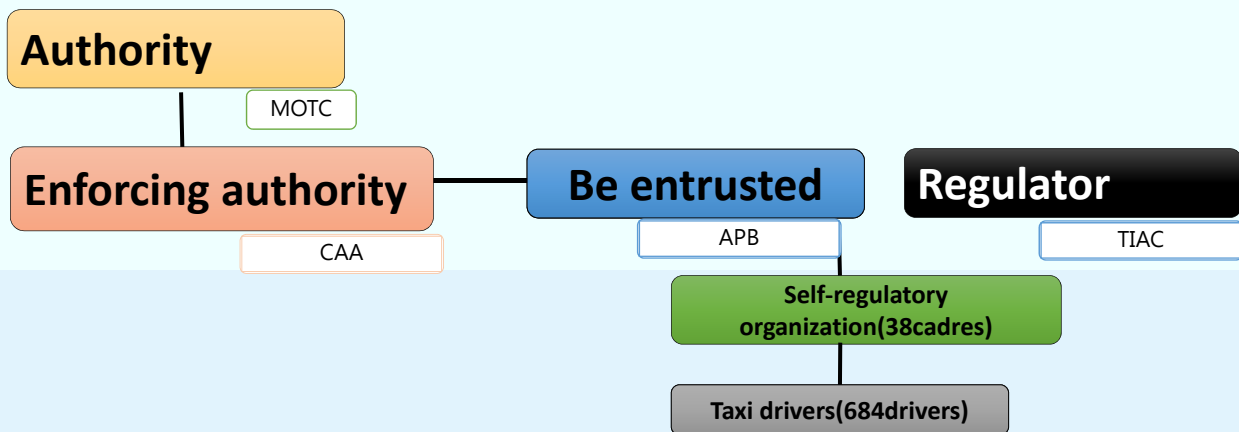 Authority
MOTC
Enforcing authority
CAA
Be entrusted
APB
Regulator
TIAC
Self-regulatory
organization(38cadres)
Taxi drivers(684drivers)